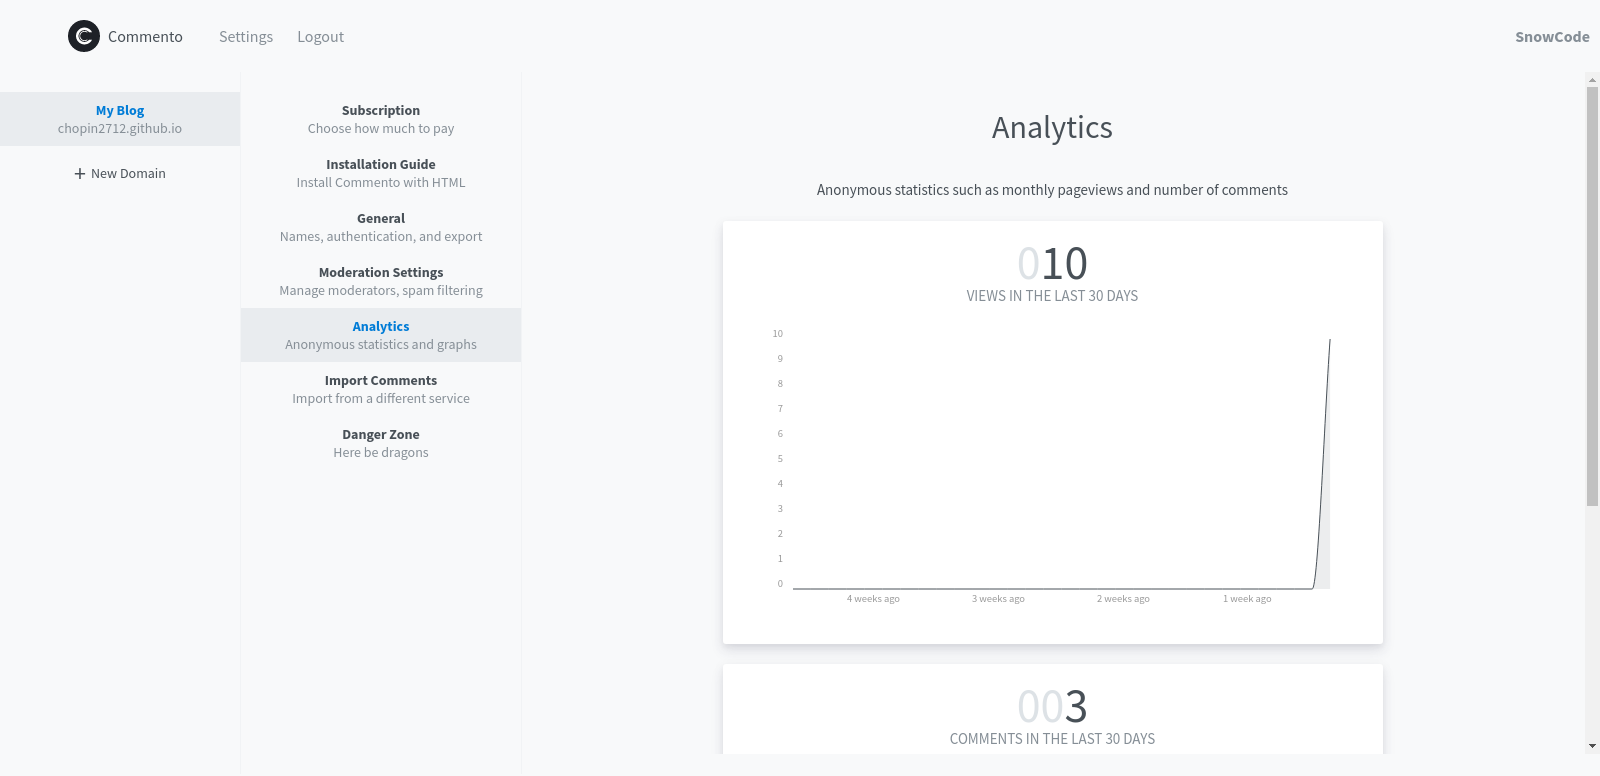 Commento
Settings
Logout
SnowCode
My Blog
chopin2712.github.io
+ New Domain
Subscription
Choose how much to pay
Installation Guide
Install Commento with HTML
General
Names, authentication, and export
Moderation Settings
Manage moderators, spam filtering
Analytics
Anonymous statistics and graphs
Import Comments
Import from a different service
Danger Zone
Here be dragons
Analytics
Anonymous statistics such as monthly pageviews and number of comments
010
VIEWS IN THE LAST 30 DAYS
10
9
8
7
6
5
4
3
2
1
0
4 weeks ago
3 weeks ago
2 weeks ago
1 week ago
003
COMMENTS IN THE LAST 30 DAYS